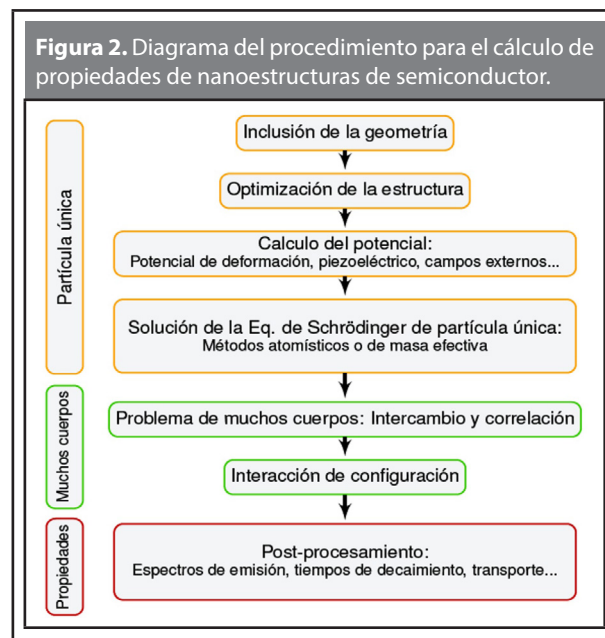 Figura 2. Diagrama del procedimiento para el cálculo de
propiedades de nanoestructuras de semiconductor.
Partícula única
Inclusión de la geometría
Optimización de la estructura
Calculo del potencial:
Potencial de deformación, piezoeléctrico, campos externos...
Solución de la Eq. de Schrödinger de partícula única:
Métodos atomísticos o de masa efectiva
Muchos cuerpos
Problema de muchos cuerpos: Intercambio y correlación
Interacción de configuración
Propiedades
Post-procesamiento:
Espectros de emisión, tiempos de decaimiento, transporte...